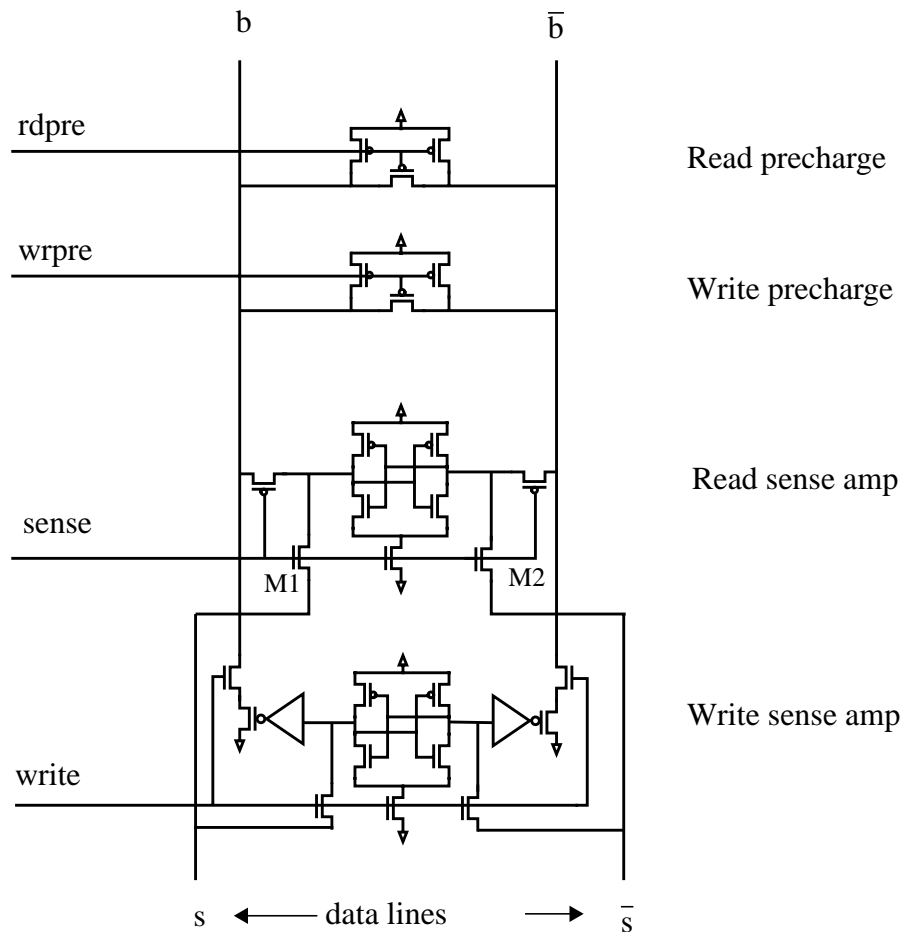 b b̅
rdpre
Read precharge
wrpre
Write precharge
Read sense amp
sense
M1 M2
Write sense amp
write
s data lines s̅